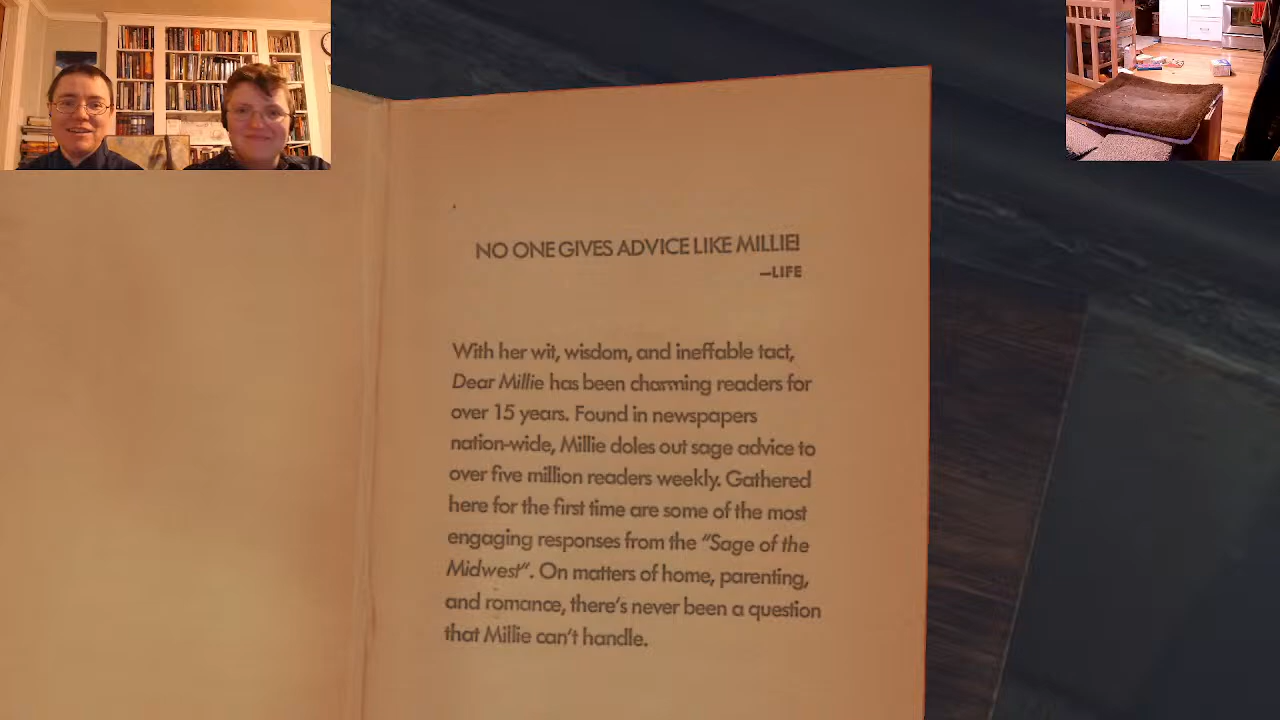 NO ONE GIVES ADVICE LIKE MILLIE!
—LIFE
With her wit, wisdom, and ineffable tact,
Dear Millie has been charming readers for
over 15 years. Found in newspapers
nation-wide, Millie doles out sage advice to
over five million readers weekly. Gathered
here for the first time are some of the most
engaging responses from the "Sage of the
Midwest". On matters of home, parenting,
and romance, there's never been a question
that Millie can't handle.